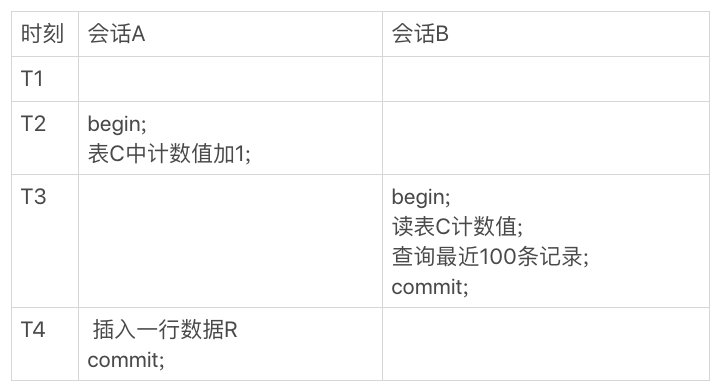 时刻 会话A 会话B
T1
T2 begin;
表C中计数值加1;
T3 begin;
读表C计数值;
查询最近100条记录;
commit;
T4 插入一行数据R
commit;